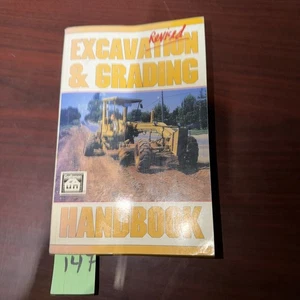 Revised
EXCAVATION
& GRADING
HANDBOOK
147